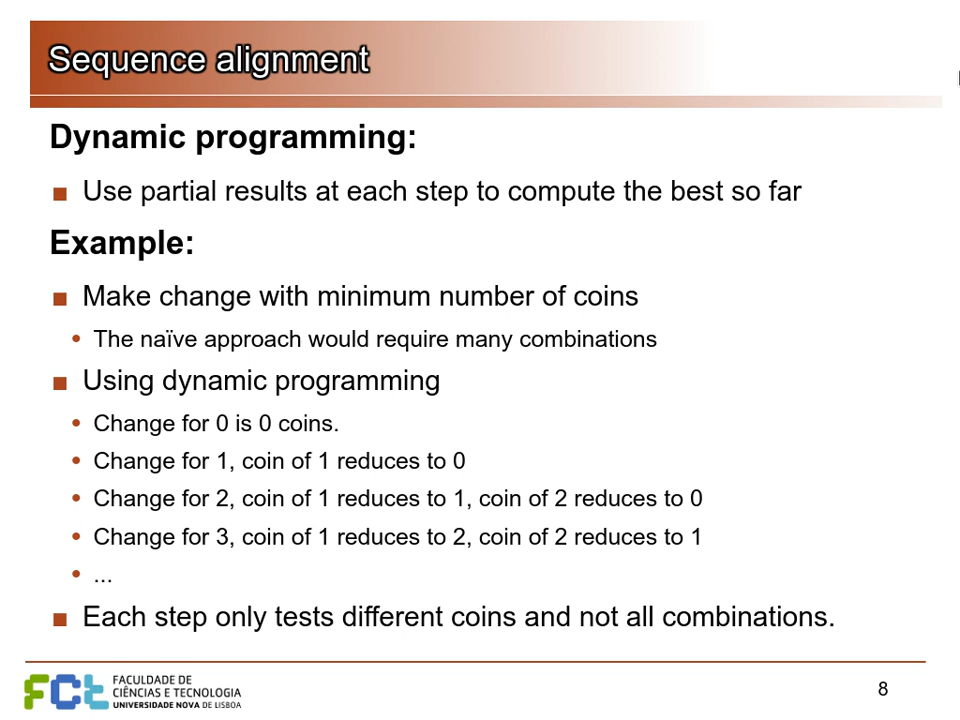 Sequence alignment
Dynamic programming:
■ Use partial results at each step to compute the best so far
Example:
■ Make change with minimum number of coins
• The naïve approach would require many combinations
■ Using dynamic programming
• Change for 0 is 0 coins.
• Change for 1, coin of 1 reduces to 0
• Change for 2, coin of 1 reduces to 1, coin of 2 reduces to 0
• Change for 3, coin of 1 reduces to 2, coin of 2 reduces to 1
• ...
■ Each step only tests different coins and not all combinations.
FCt
FACULDADE DE
CIÊNCIAS E TECNOLOGIA
UNIVERSIDADE NOVA DE LISBOA
8